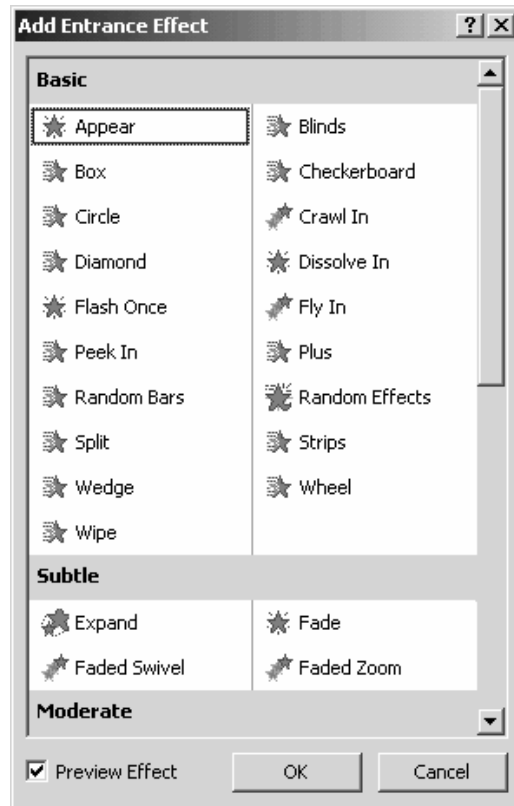 Add Entrance Effect
Basic
Appear Blinds
Box Checkerboard
Circle Crawl In
Diamond Dissolve In
Flash Once Fly In
Peek In Plus
Random Bars Random Effects
Split Strips
Wedge Wheel
Wipe
Subtle
Expand Fade
Faded Swivel Faded Zoom
Moderate
Preview Effect OK Cancel